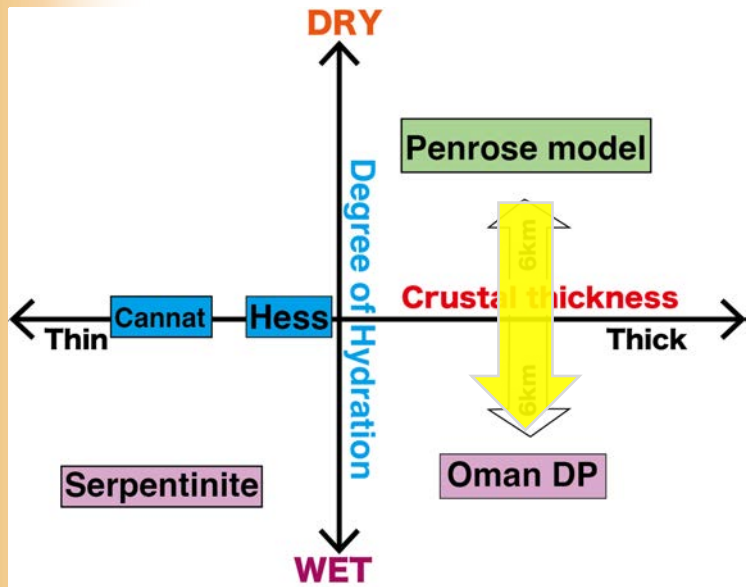 DRY
Penrose model
Degree of Hydration
6km
Crustal thickness
Cannat
Hess
Thin
Thick
6km
Serpentinite
Oman DP
WET